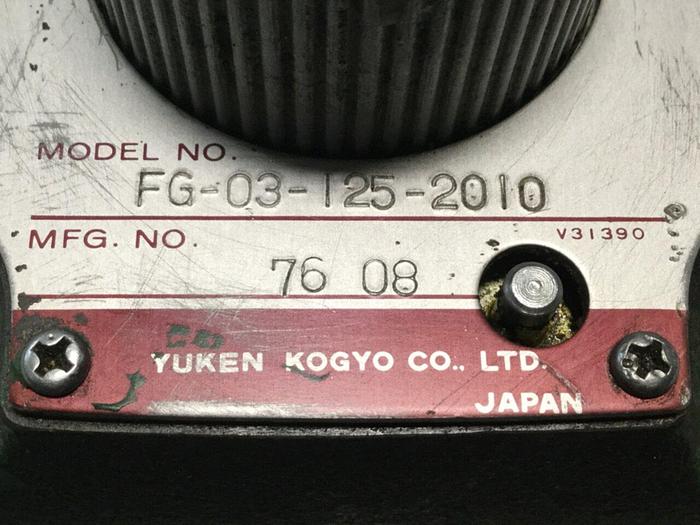 MODEL NO.
FG-03-125-2010
MFG. NO.
V31390
76 08
YUKEN KOGYO CO., LTD.
JAPAN